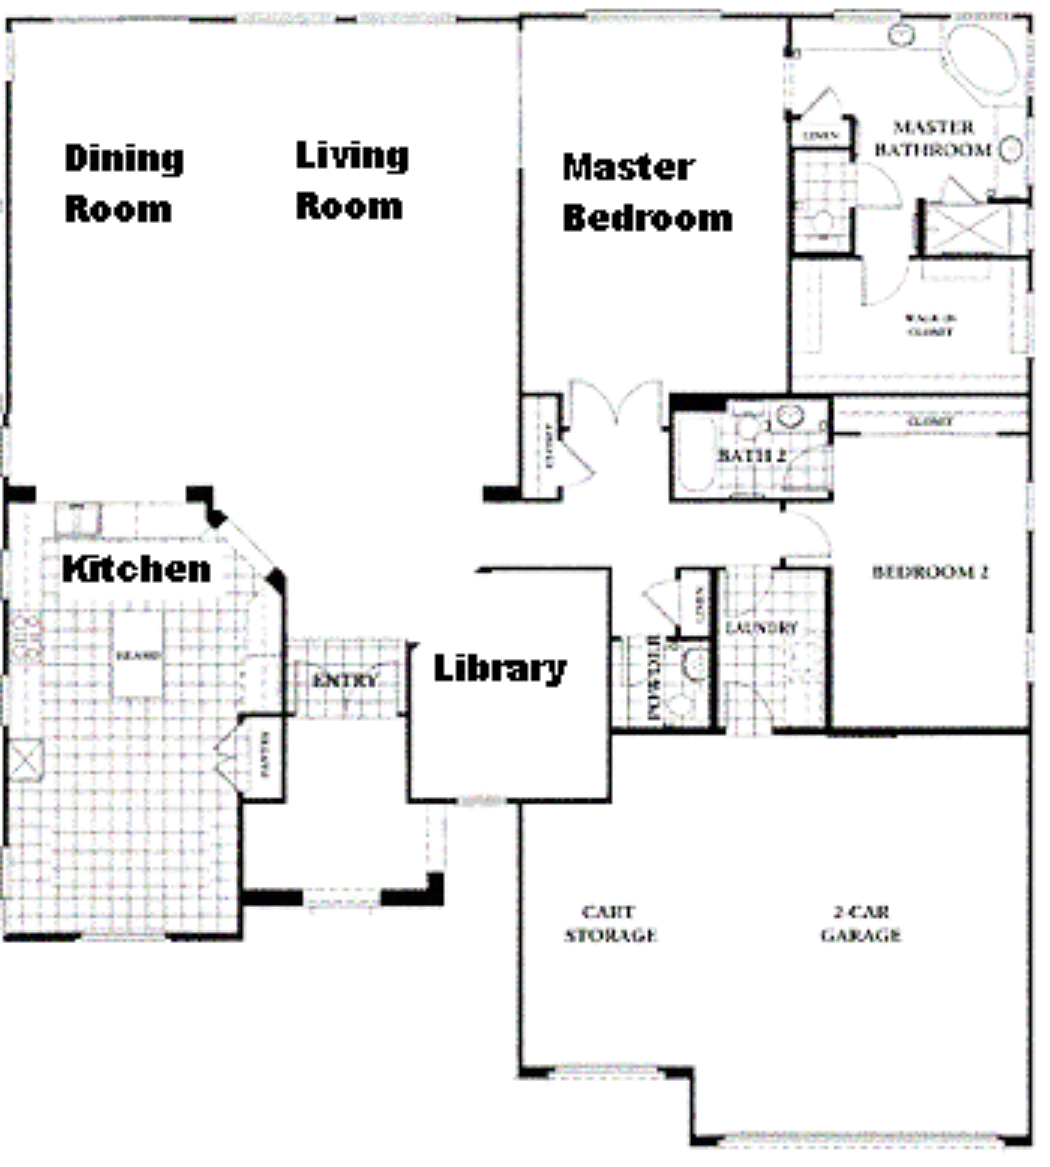 Dining
Room
Living
Room
Master
Bedroom
LINEN
MASTER
BATHROOM
WALK-IN
CLOSET
CLOSET
BATH 2
CLOSET
Kitchen
BEDROOM 2
ISLAND
ENTRY
Library
LINEN
LAUNDRY
POWDER
PANTRY
CART
STORAGE
2-CAR
GARAGE